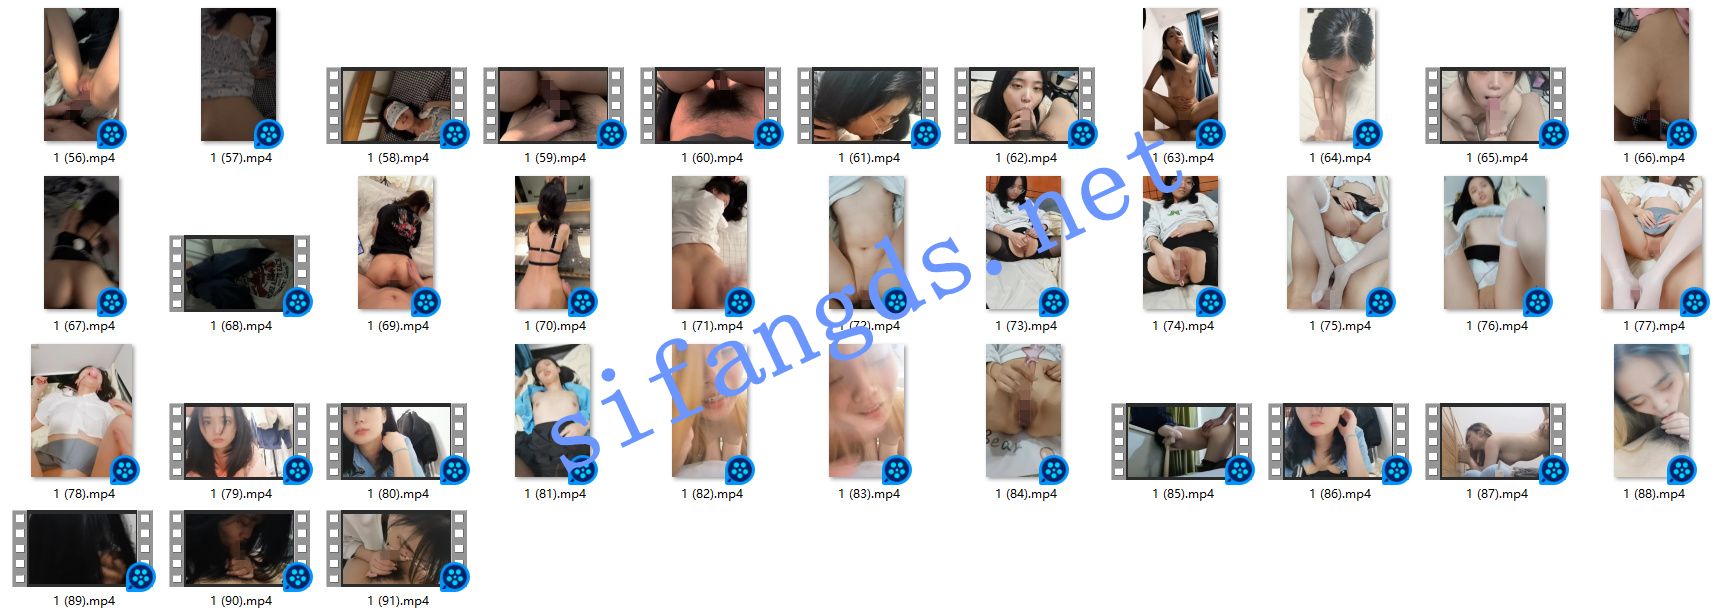 1 (56).mp4
1 (57).mp4
1 (58).mp4
1 (59).mp4
1 (60).mp4
1 (61).mp4
1 (62).mp4
1 (63).mp4
1 (64).mp4
1 (65).mp4
1 (66).mp4
1 (67).mp4
1 (68).mp4
1 (69).mp4
1 (70).mp4
1 (71).mp4
1 (72).mp4
1 (73).mp4
1 (74).mp4
1 (75).mp4
1 (76).mp4
1 (77).mp4
sifangds.net
1 (78).mp4
1 (79).mp4
1 (80).mp4
1 (81).mp4
1 (82).mp4
1 (83).mp4
1 (84).mp4
1 (85).mp4
1 (86).mp4
1 (87).mp4
1 (88).mp4
1 (89).mp4
1 (90).mp4
1 (91).mp4